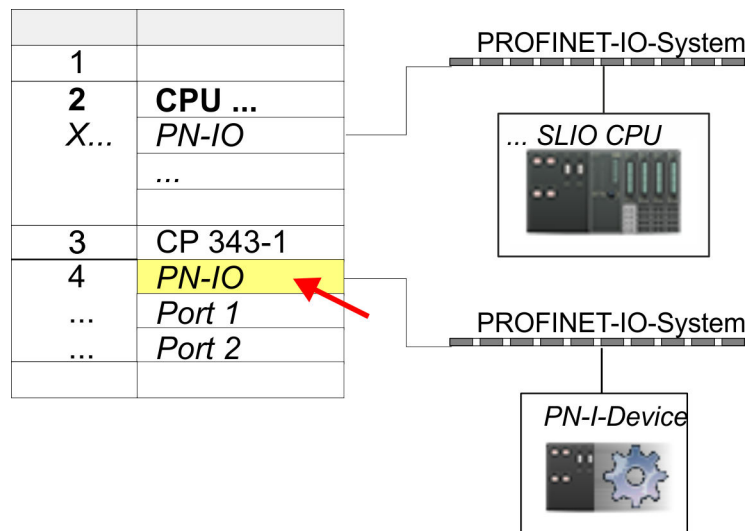 1
2 CPU ...
X... PN-IO
...
3 CP 343-1
4 PN-IO
... Port 1
... Port 2
PROFINET-IO-System
... SLIO CPU
PROFINET-IO-System
PN-I-Device